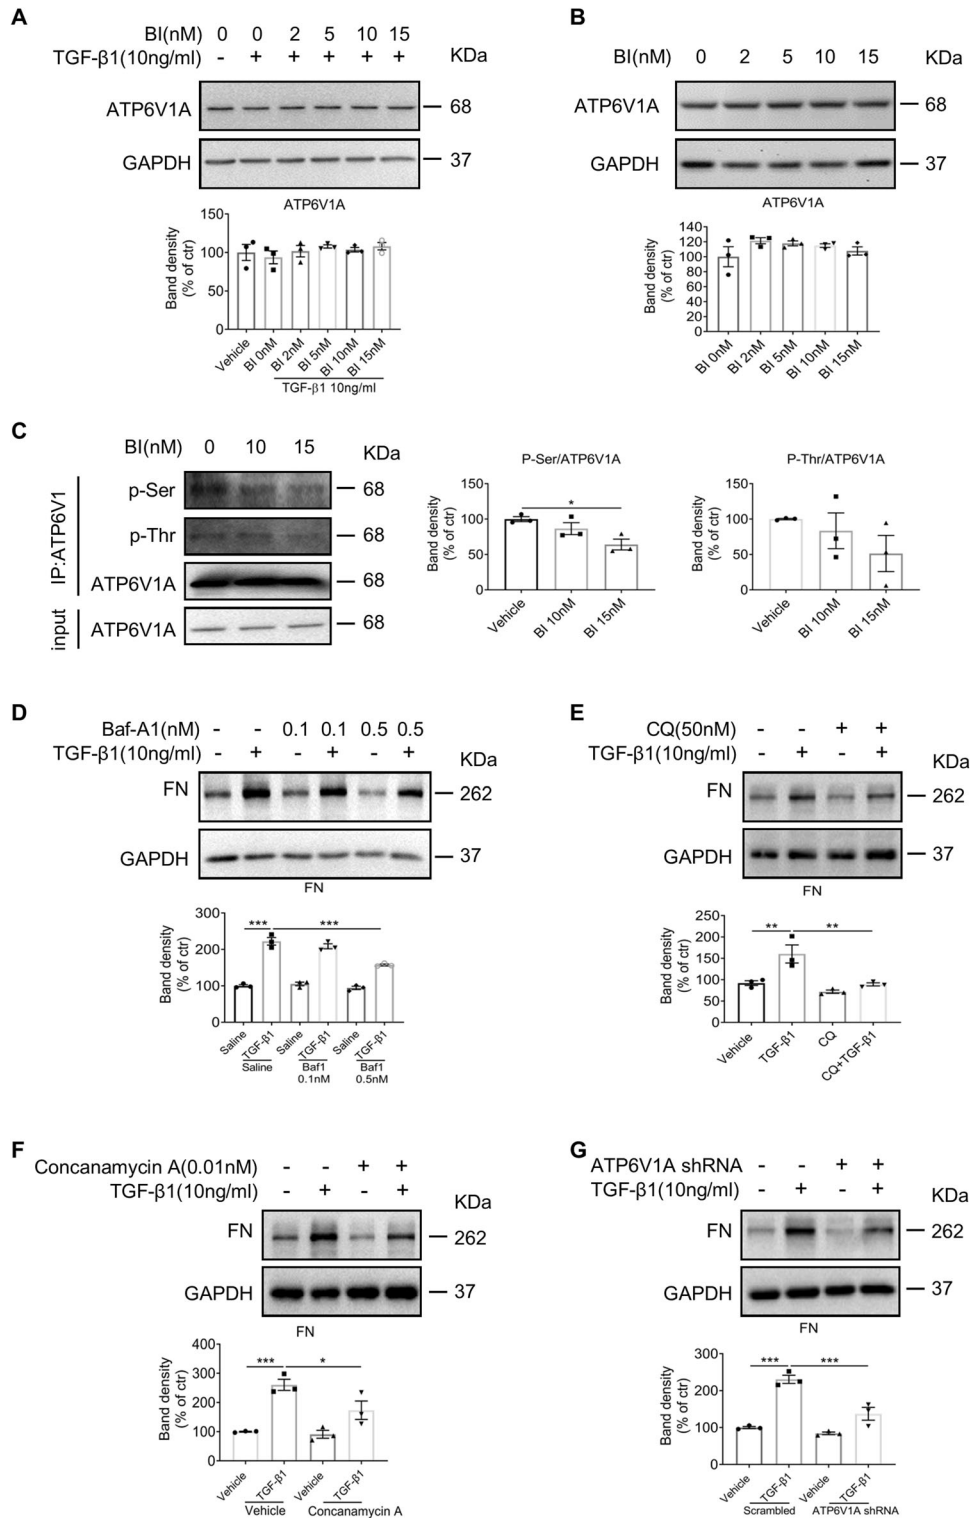 A
BI(nM) 0 0 2 5 10 15
TGF-β1(10ng/ml) - + + + + + KDa
ATP6V1A 68
GAPDH 37
ATP6V1A
Band density
(% of ctr)
150
100
50
0
Vehicle BI 0nM BI 2nM BI 5nM BI 10nM BI 15nM
TGF-β1 10ng/ml
B
BI(nM) 0 2 5 10 15 KDa
ATP6V1A 68
GAPDH 37
ATP6V1A
Band density
(% of ctr)
140
120
100
80
60
40
20
0
BI 0nM BI 2nM BI 5nM BI 10nM BI 15nM
C
BI(nM) 0 10 15 KDa
IP:ATP6V1
p-Ser 68
p-Thr 68
ATP6V1A 68
input
ATP6V1A 68
P-Ser/ATP6V1A
Band density
(% of ctr)
150
100
50
0
*
Vehicle BI 10nM BI 15nM
P-Thr/ATP6V1A
Band density
(% of ctr)
150
100
50
0
Vehicle BI 10nM BI 15nM
D
Baf-A1(nM) - - 0.1 0.1 0.5 0.5
TGF-β1(10ng/ml) - + - + - + KDa
FN 262
GAPDH 37
FN
Band density
(% of ctr)
300
200
100
0
*** ***
Saline TGF-β1 Saline TGF-β1 Saline TGF-β1
Saline Baf1 Baf1
0.1nM 0.5nM
E
CQ(50nM) - - + +
TGF-β1(10ng/ml) - + - + KDa
FN 262
GAPDH 37
FN
Band density
(% of ctr)
250
200
150
100
50
0
** **
Vehicle TGF-β1 CQ CQ+TGF-β1
F
Concanamycin A(0.01nM) - - + +
TGF-β1(10ng/ml) - + - + KDa
FN 262
GAPDH 37
FN
Band density
(% of ctr)
400
300
200
100
0
*** *
Vehicle TGF-β1 Vehicle TGF-β1
Vehicle Concanamycin A
G
ATP6V1A shRNA - - + +
TGF-β1(10ng/ml) - + - + KDa
FN 262
GAPDH 37
FN
Band density
(% of ctr)
300
200
100
0
*** ***
Vehicle TGF-β1 Vehicle TGF-β1
Scrambled ATP6V1A shRNA